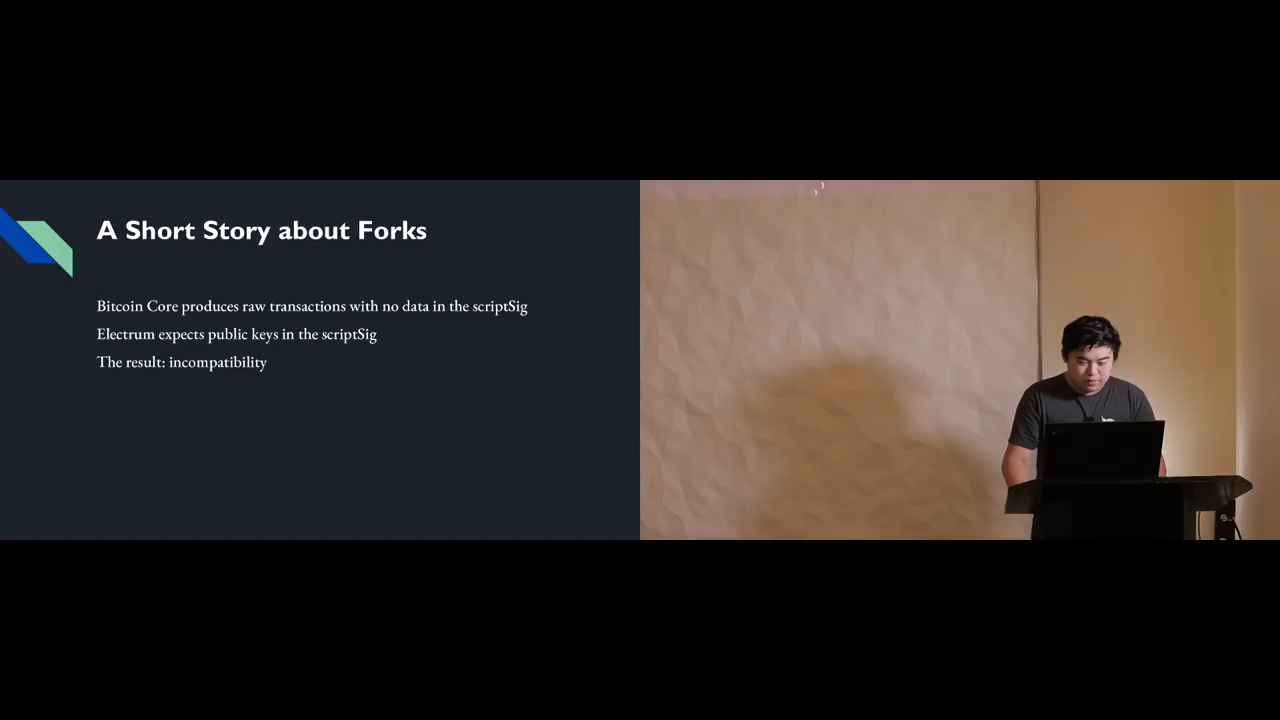 A Short Story about Forks
Bitcoin Core produces raw transactions with no data in the scriptSig
Electrum expects public keys in the scriptSig
The result: incompatibility